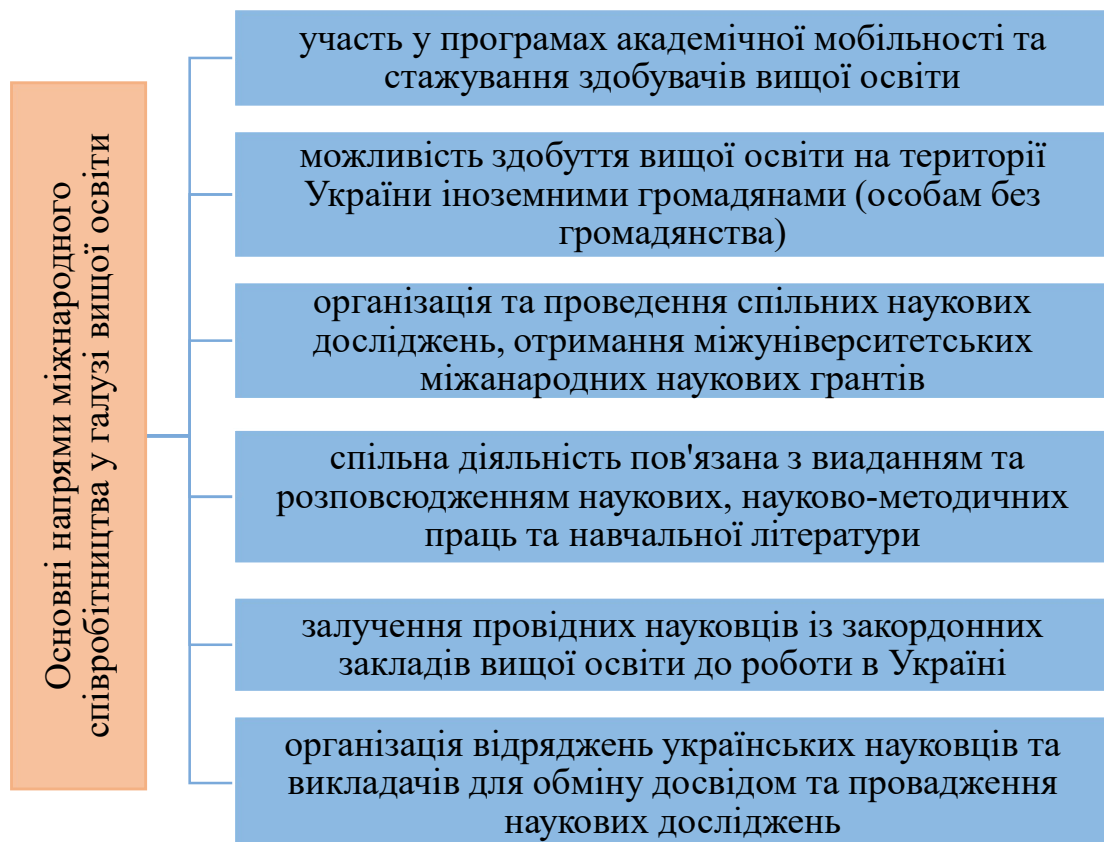 Основні напрями міжнародного
співробітництва у галузі вищої освіти
участь у програмах академічної мобільності та
стажування здобувачів вищої освіти
можливість здобуття вищої освіти на території
України іноземними громадянами (особам без
громадянства)
організація та проведення спільних наукових
досліджень, отримання міжуніверситетських
міжанародних наукових грантів
спільна діяльність пов'язана з виаданням та
розповсюдженням наукових, науково-методичних
праць та навчальної літератури
залучення провідних науковців із закордонних
закладів вищої освіти до роботи в Україні
організація відряджень українських науковців та
викладачів для обміну досвідом та провадження
наукових досліджень